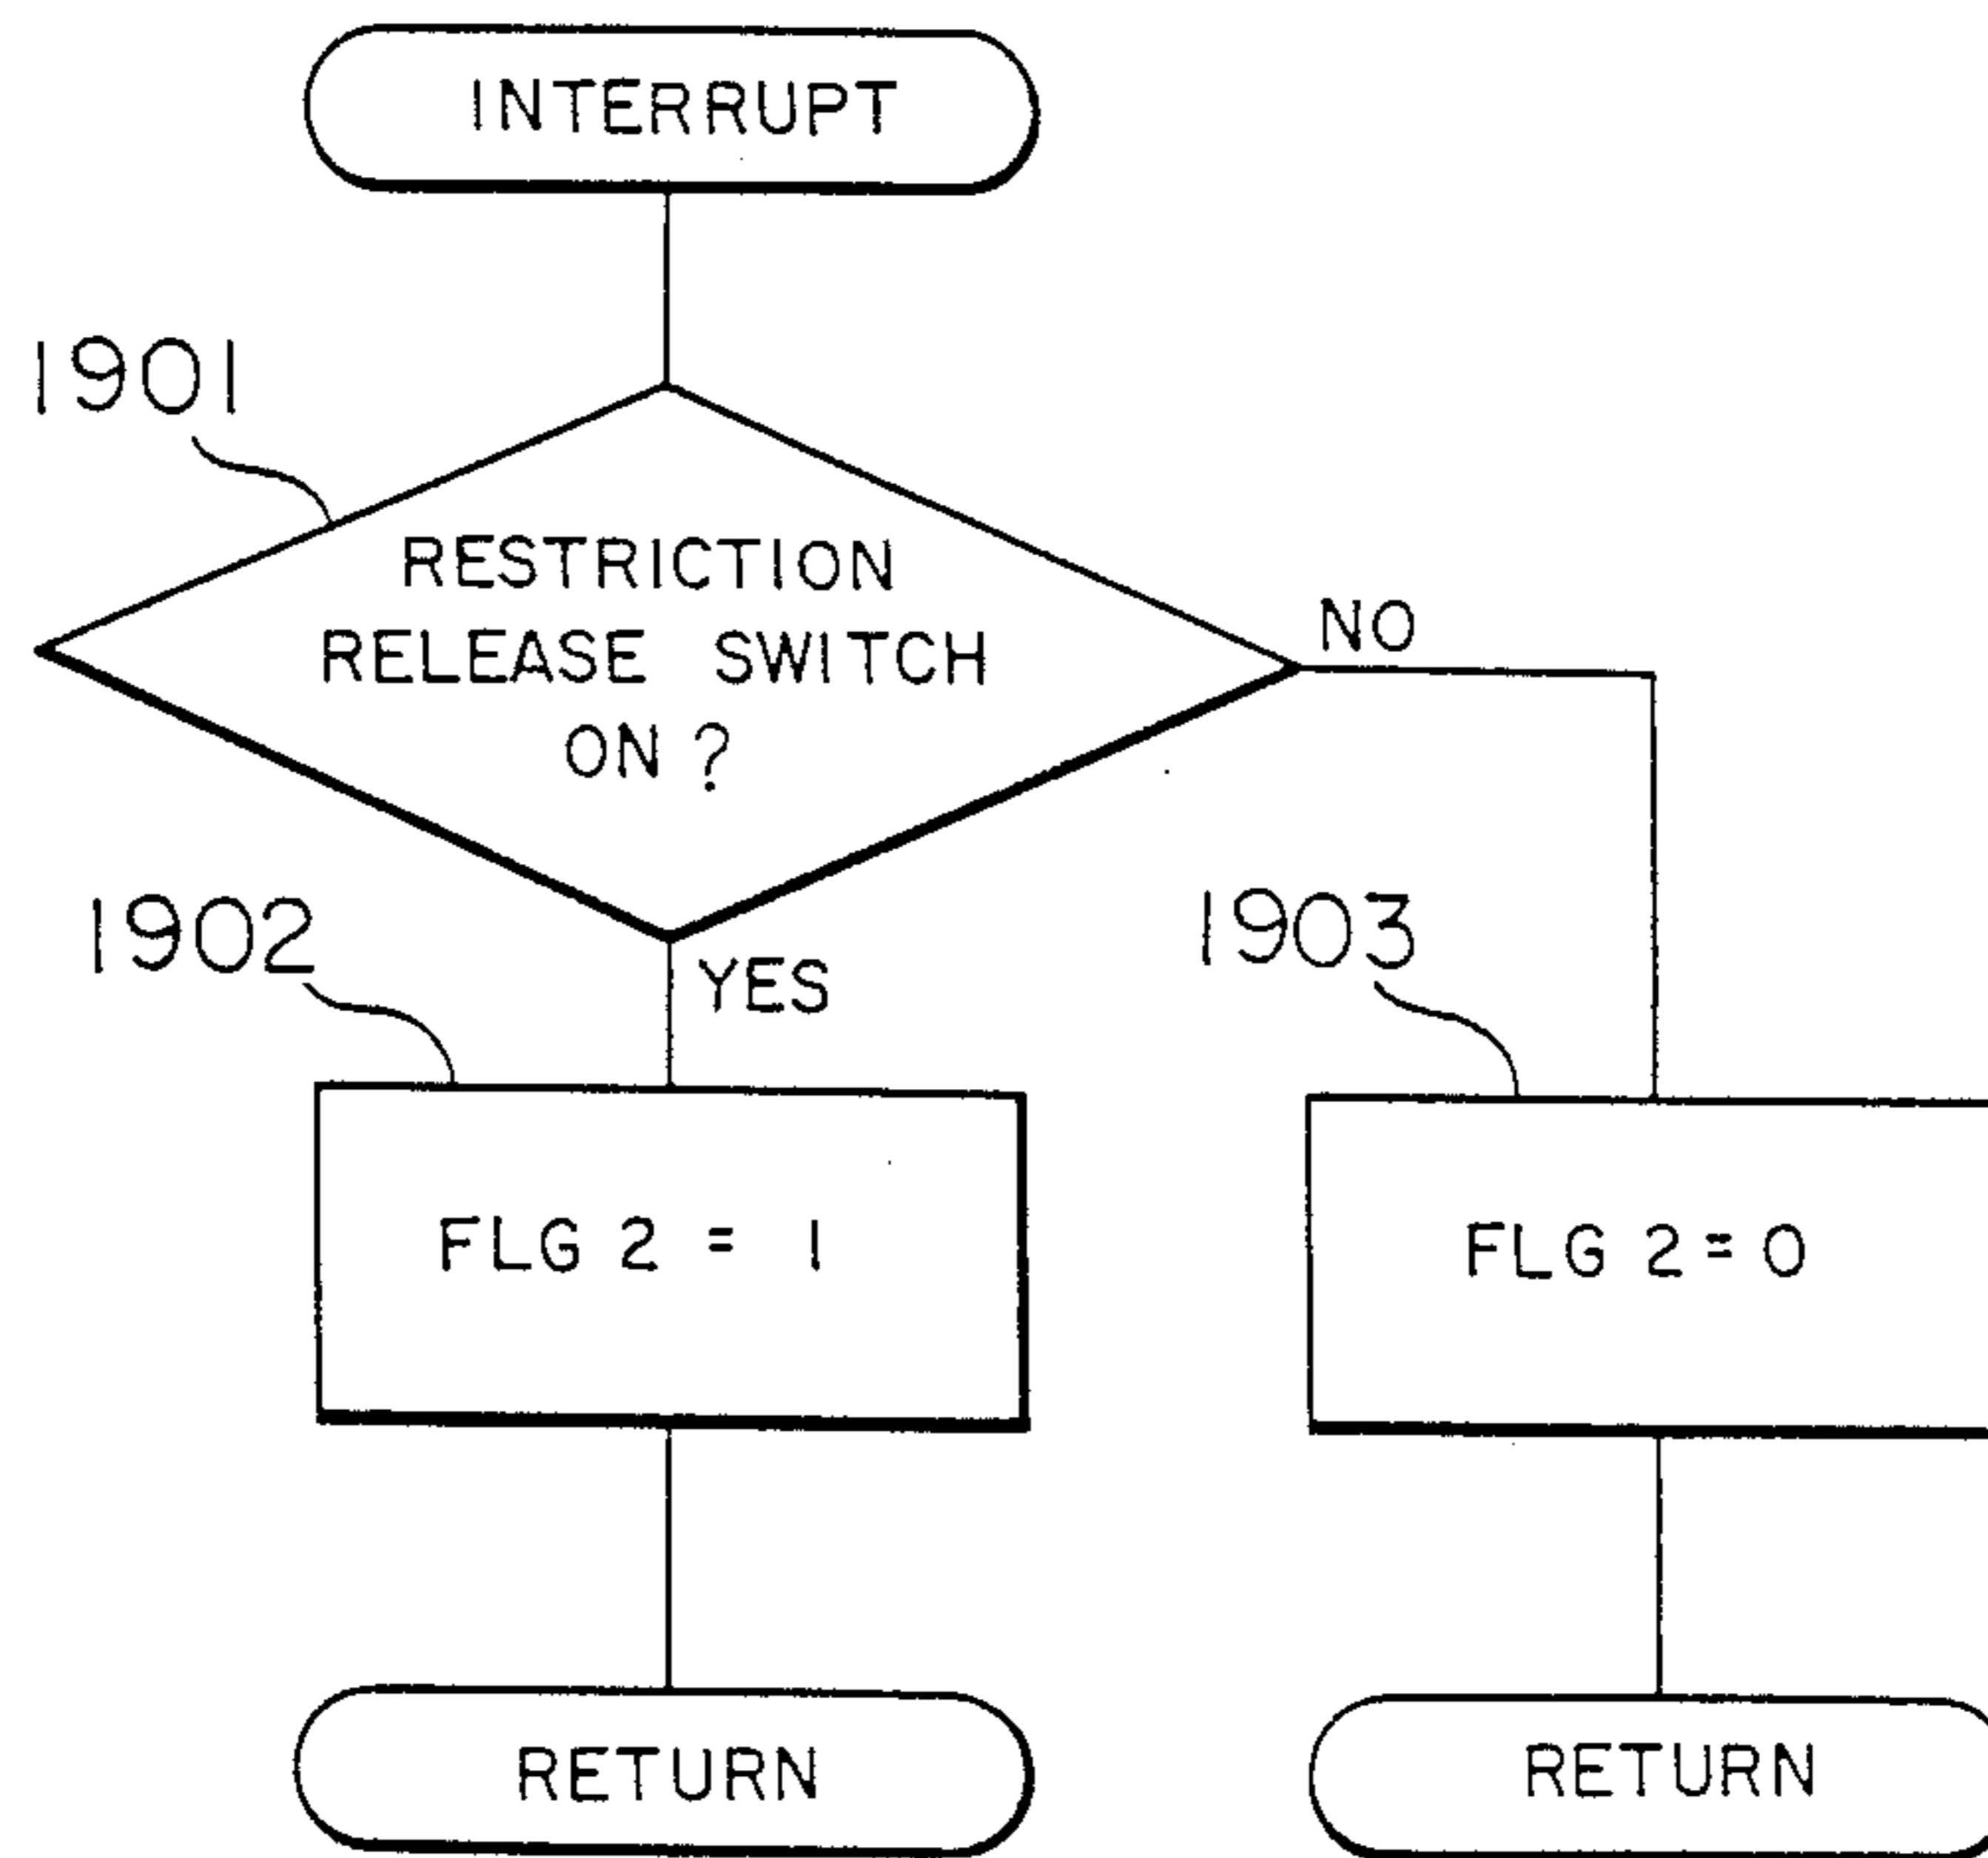 INTERRUPT
1901
RESTRICTION
RELEASE SWITCH
ON ?
NO
1902
YES
1903
FLG 2 = 1
FLG 2 = 0
RETURN
RETURN